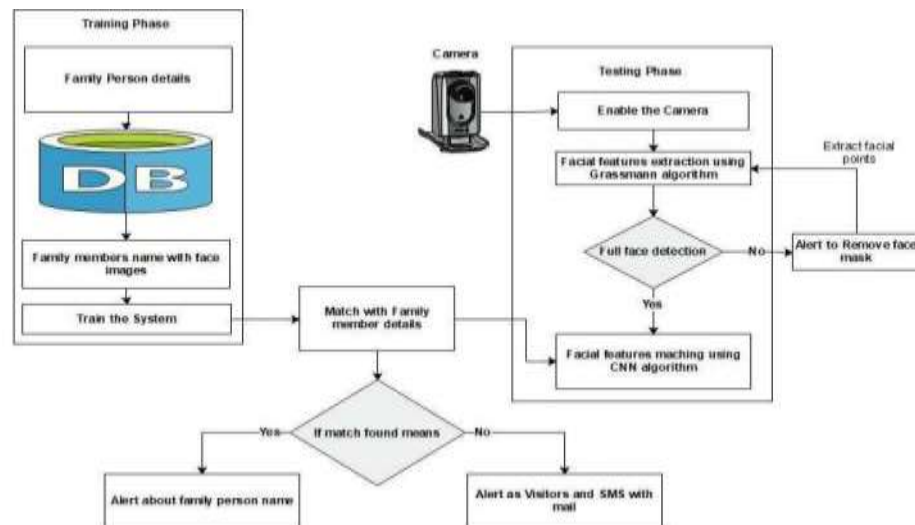 Training Phase
Family Person details
DB
Family members name with face
images
Train the System
Camera
Testing Phase
Enable the Camera
Facial features extraction using
Grassmann algorithm
Extract facial
points
Full face detection
No
Alert to Remove face
mask
Yes
Match with Family
member details
Facial features maching using
CNN algorithm
If match found means
Yes
No
Alert about family person name
Alert as Visitors and SMS with
mail